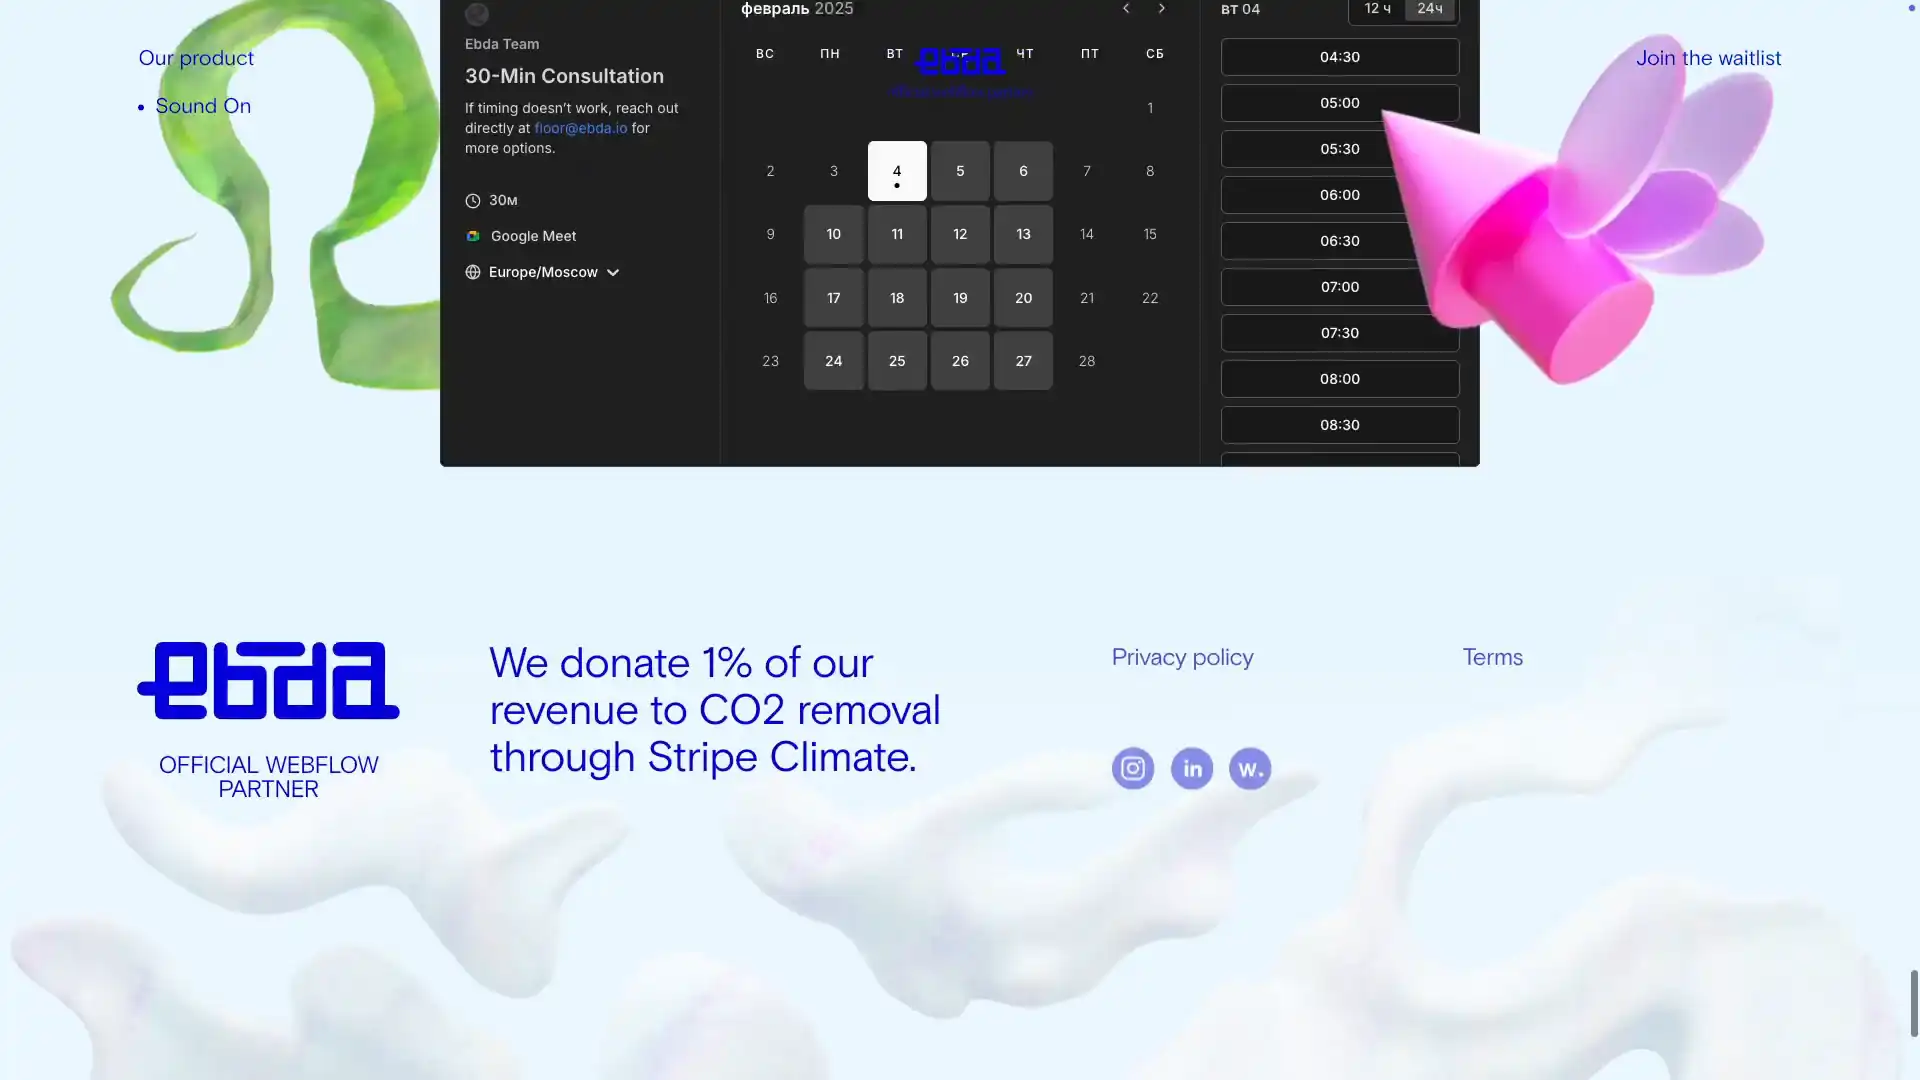 Our product
Sound On
ebda
Join the waitlist
Ebda Team
30-Min Consultation
If timing doesn't work, reach out
directly at floor@ebda.io for
more options.
30м
Google Meet
Europe/Moscow
февраль 2025
ВС ПН ВТ ЧТ ПТ СБ
1
2 3 4 5 6 7 8
9 10 11 12 13 14 15
16 17 18 19 20 21 22
23 24 25 26 27 28
ВТ 04
12 ч 24ч
04:30
05:00
05:30
06:00
06:30
07:00
07:30
08:00
08:30
ebda
OFFICIAL WEBFLOW
PARTNER
We donate 1% of our
revenue to CO2 removal
through Stripe Climate.
Privacy policy
Terms
in
w.